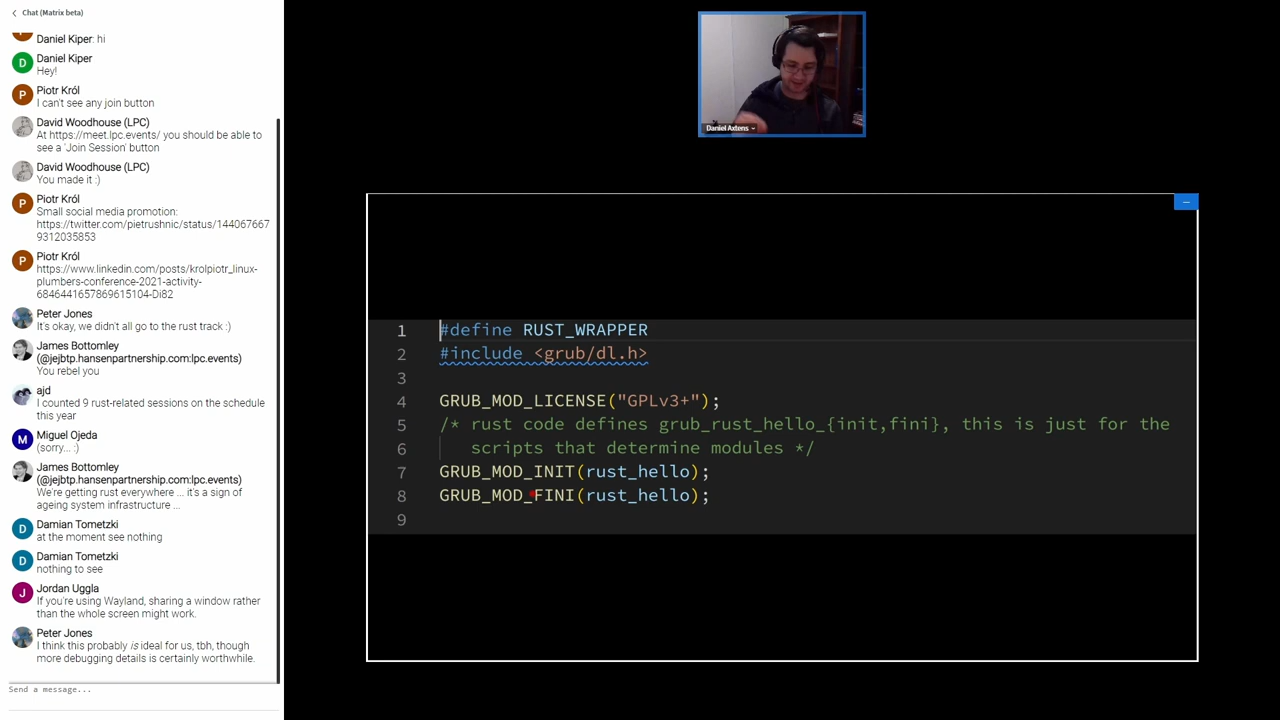 Chat (Matrix beta)
Daniel Kiper: hi
D
Daniel Kiper
Hey!
P
Piotr Król
I can't see any join button
David Woodhouse (LPC)
At https://meet.lpc.events/ you should be able to
see a 'Join Session' button
David Woodhouse (LPC)
You made it :)
P
Piotr Król
Small social media promotion:
https://twitter.com/pietrushnic/status/144067667
9312035853
P
Piotr Król
https://www.linkedin.com/posts/krolpiotr_linux-
plumbers-conference-2021-activity-
6846441657869615104-Di82
Peter Jones
It's okay, we didn't all go to the rust track :)
James Bottomley
(@jejbtp.hansenpartnership.com:lpc.events)
You rebel you
ajd
I counted 9 rust-related sessions on the schedule
this year
M
Miguel Ojeda
(sorry... :)
James Bottomley
(@jejbtp.hansenpartnership.com:lpc.events)
We're getting rust everywhere ... it's a sign of
ageing system infrastructure ...
D
Damian Tometzki
at the moment see nothing
D
Damian Tometzki
nothing to see
J
Jordan Uggla
If you're using Wayland, sharing a window rather
than the whole screen might work.
Peter Jones
I think this probably is ideal for us, tbh, though
more debugging details is certainly worthwhile.
Send a message...
Daniel Axtens
1 #define RUST_WRAPPER
2 #include <grub/dl.h>
3
4 GRUB_MOD_LICENSE("GPLv3+");
5 /* rust code defines grub_rust_hello_{init,fini}, this is just for the
6 scripts that determine modules */
7 GRUB_MOD_INIT(rust_hello);
8 GRUB_MOD_FINI(rust_hello);
9